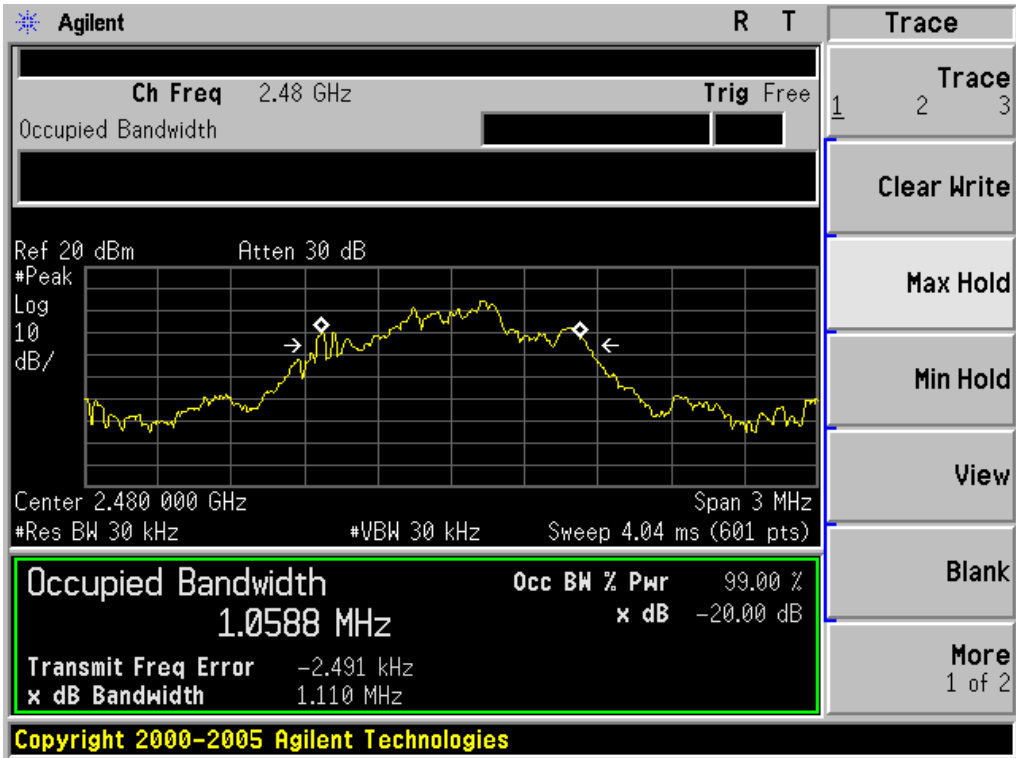 Agilent R T Trace
Ch Freq 2.48 GHz Trig Free
Occupied Bandwidth
Trace
1 2 3
Clear Write
Max Hold
Min Hold
View
Blank
More
1 of 2
Ref 20 dBm Atten 30 dB
#Peak
Log
10
dB/
Center 2.480 000 GHz Span 3 MHz
#Res BW 30 kHz #VBW 30 kHz Sweep 4.04 ms (601 pts)
Occupied Bandwidth Occ BW % Pwr 99.00 %
1.0588 MHz x dB -20.00 dB
Transmit Freq Error -2.491 kHz
x dB Bandwidth 1.110 MHz
Copyright 2000-2005 Agilent Technologies